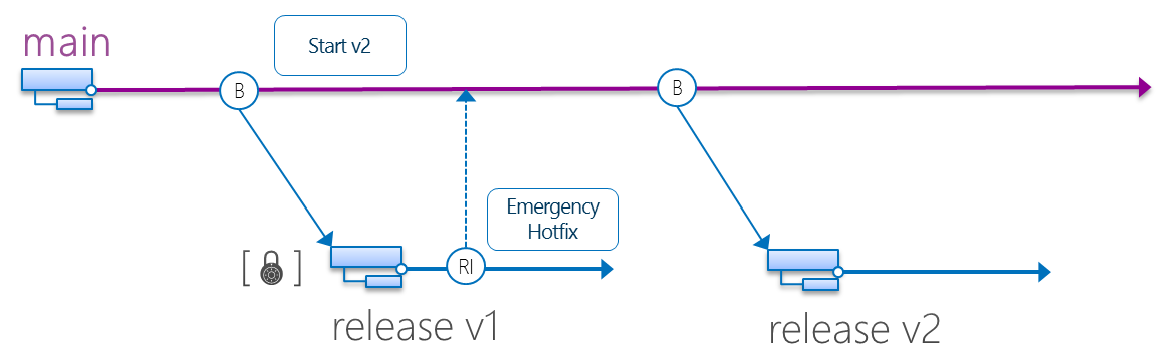 main
Start v2
B
B
Emergency
Hotfix
[ ]
RI
release v1
release v2